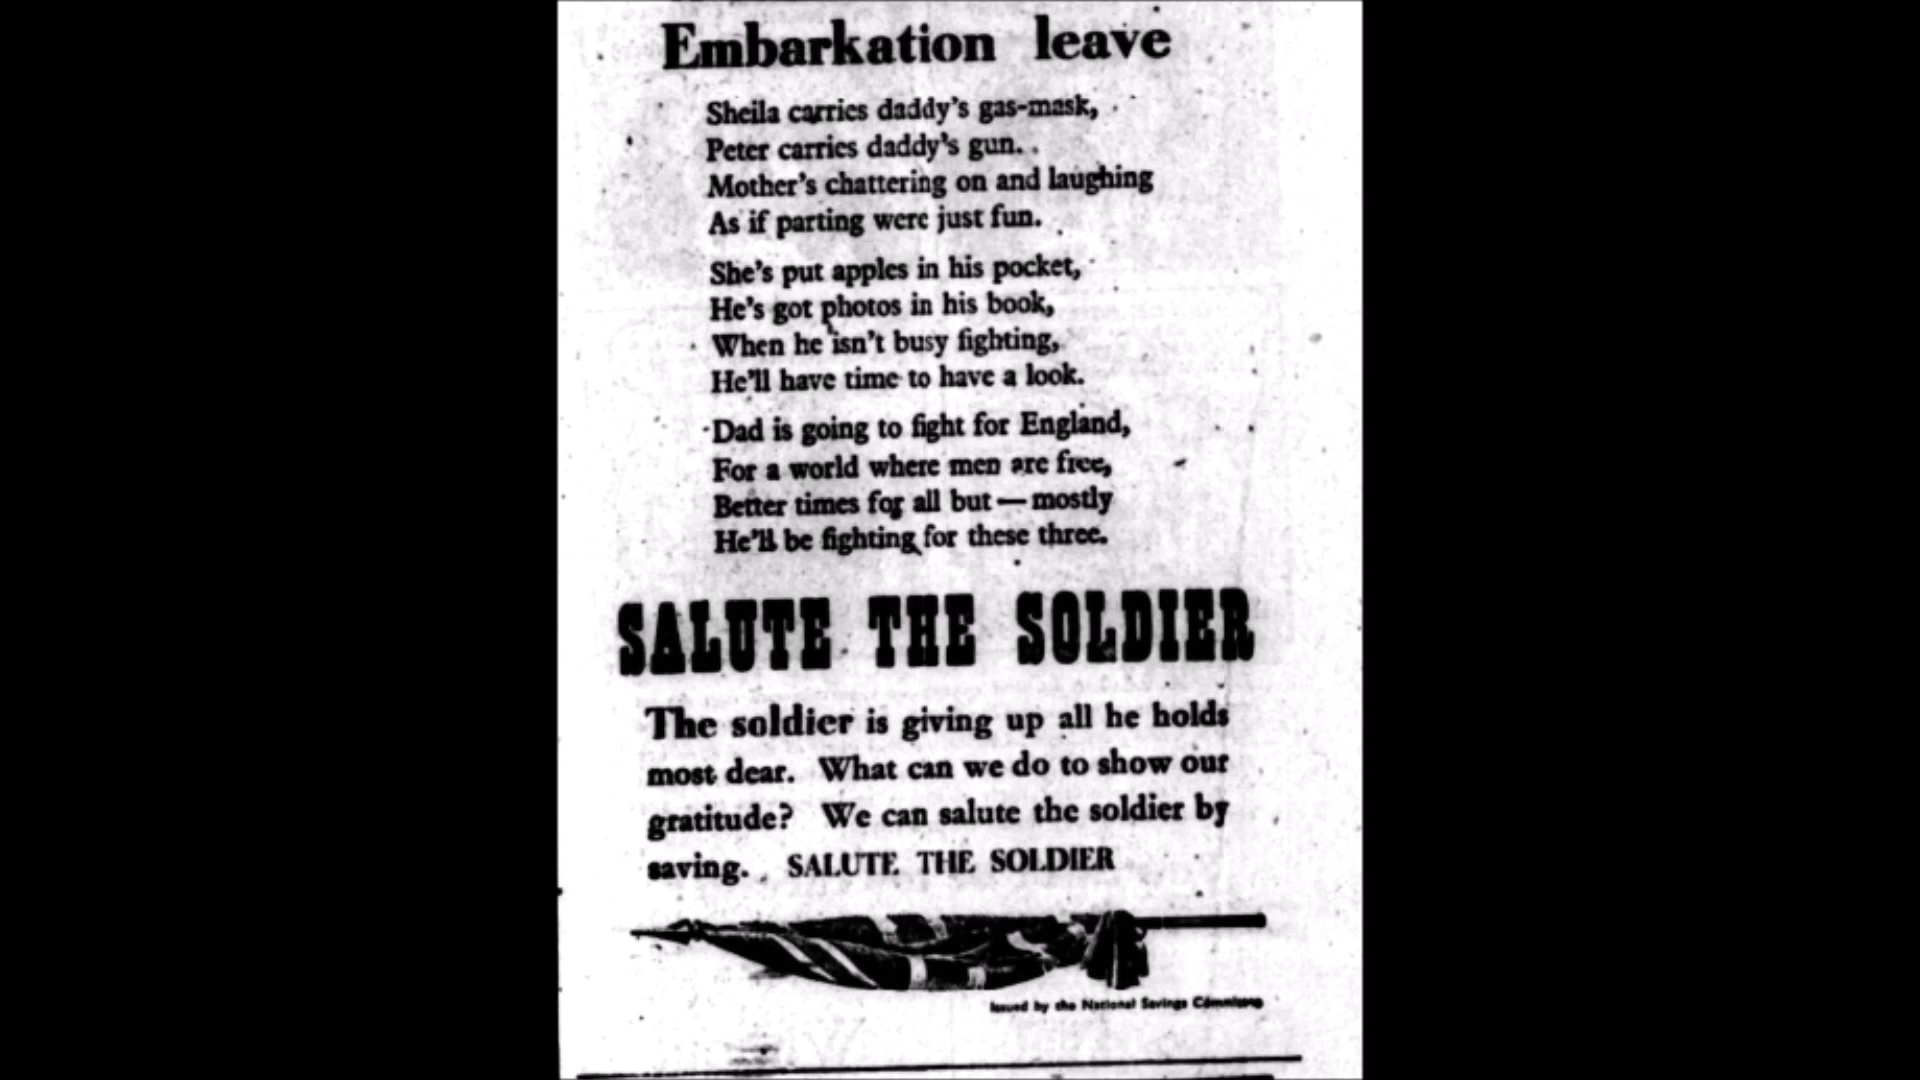 Embarkation leave
Sheila carries daddy's gas-mask,
Peter carries daddy's gun.
Mother's chattering on and laughing
As if parting were just fun.
She's put apples in his pocket,
He's got photos in his book,
When he isn't busy fighting,
He'll have time to have a look.
Dad is going to fight for England,
For a world where men are free,
Better times for all but — mostly
He'll be fighting for these three.
SALUTE THE SOLDIER
The soldier is giving up all he holds
most dear. What can we do to show our
gratitude? We can salute the soldier by
saving. SALUTE THE SOLDIER
Issued by the National Savings